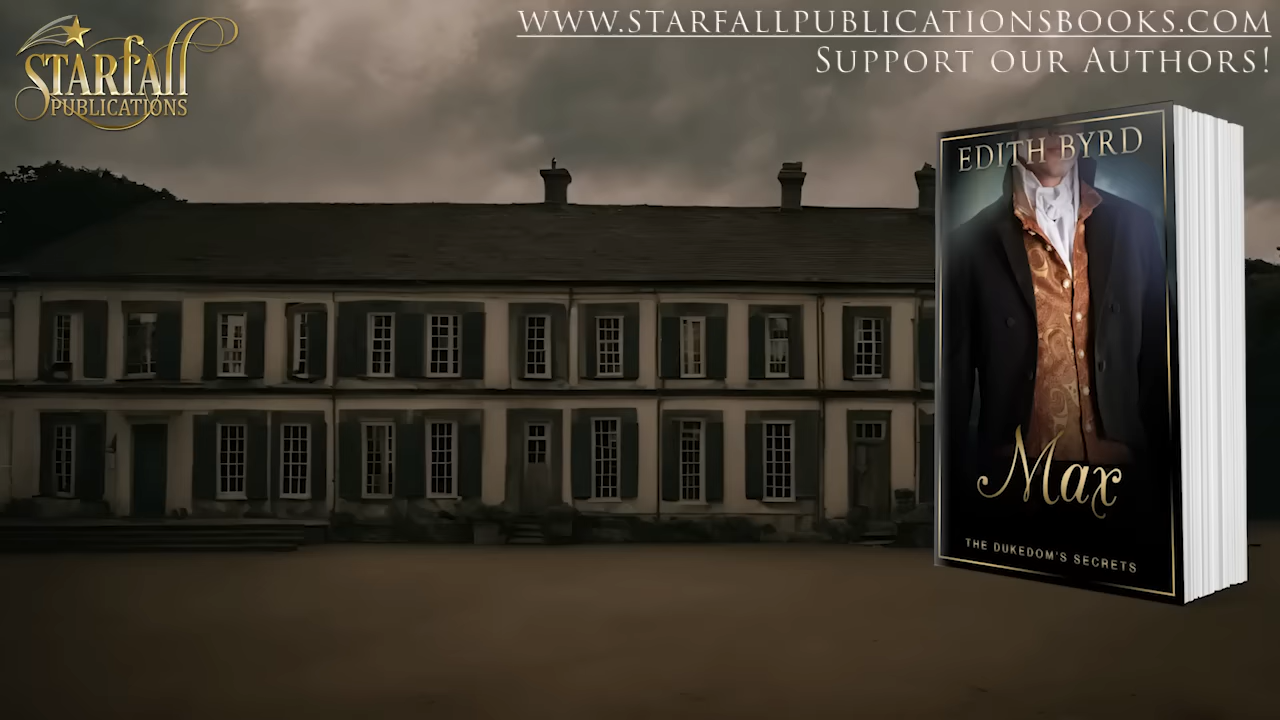 STARfall
PUBLICATIONS
WWW.STARFALLPUBLICATIONSBOOKS.COM
SUPPORT OUR AUTHORS!
EDITH BYRD
Max
THE DUKEDOM'S SECRETS